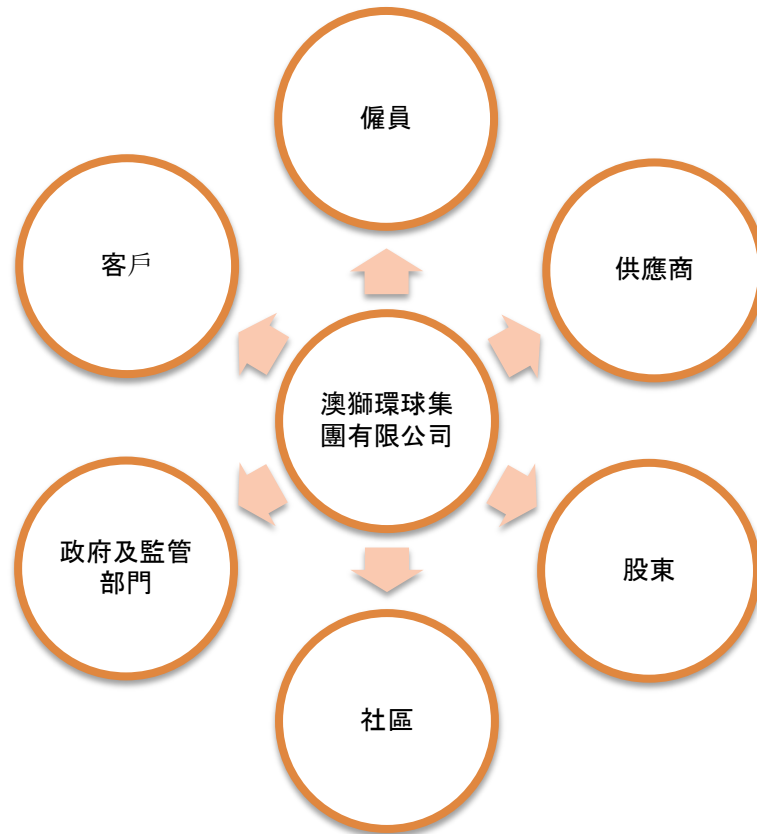 僱員
客戶
供應商
澳獅環球集
團有限公司
政府及監管
部門
股東
社區